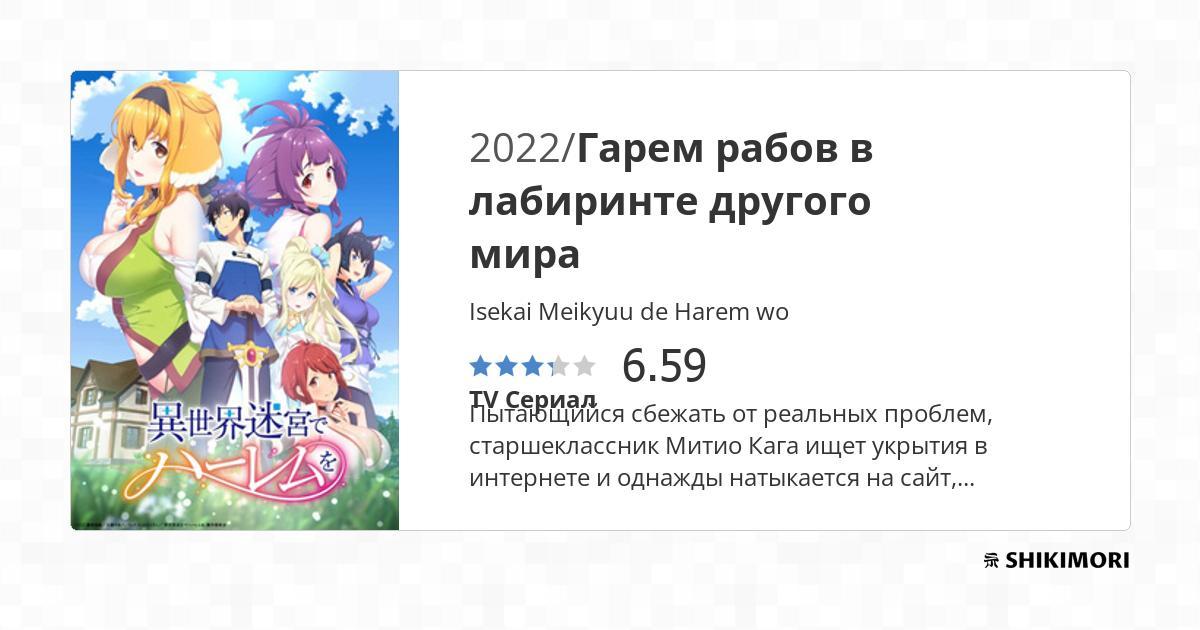 2022/Гарем рабов в
лабиринте другого
мира
Isekai Meikyuu de Harem wo
6.59
TV Сериал
Пытающийся сбежать от реальных проблем,
старшеклассник Митио Кага ищет укрытия в
интернете и однажды натыкается на сайт,...
異世界迷宮で
ハーレムを
SHIKIMORI